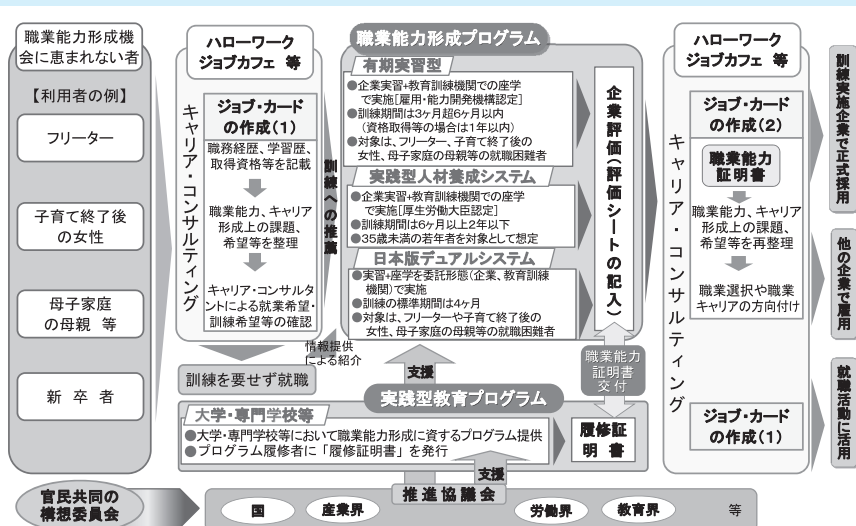 職業能力形成機
会に恵まれない者
【利用者の例】
フリーター
子育て終了後
の女性
母子家庭
の母親 等
新 卒 者
ハローワーク
ジョブカフェ 等
キャリア・コンサルティング
ジョブ・カード
の作成(1)
職務経歴、学習歴、
取得資格等を記載
職業能力、キャリア
形成上の課題、
希望等を整理
キャリア・コンサルタ
ントによる就業希望・
訓練希望等の確認
訓練への推薦
訓練を要せず就職
情報提供
による紹介
職業能力形成プログラム
有期実習型
●企業実習+教育訓練機関での座学
で実施[雇用・能力開発機構認定]
●訓練期間は3ヶ月超6ヶ月以内
(資格取得等の場合は1年以内)
●対象は、フリーター、子育て終了後の
女性、母子家庭の母親等の就職困難者
実践型人材養成システム
●企業実習+教育訓練機関での座学
で実施[厚生労働大臣認定]
●訓練期間は6ヶ月以上2年以下
●35歳未満の若年者を対象として想定
日本版デュアルシステム
●実習+座学を委託形態(企業、教育訓練
機関)で実施
●訓練の標準期間は4ヶ月
●対象は、フリーターや子育て終了後の
女性、母子家庭の母親等の就職困難者
企業評価(評価シートの記入)
支援
職業能力
証明書
交付
実践型教育プログラム
大学・専門学校等
●大学・専門学校等において職業能力形成に資するプログラム提供
●プログラム履修者に「履修証明書」を発行
履修証
明 書
ハローワーク
ジョブカフェ 等
キャリア・コンサルティング
ジョブ・カード
の作成(2)
職業能力
証明書
職業能力、キャリア
形成上の課題、
希望等を再整理
職業選択や職業
キャリアの方向付け
ジョブ・カード
の作成(1)
訓練実施企業で正式採用
他の企業で雇用
就職活動に活用
官民共同の
構想委員会
支援
推進協議会
国
産業界
労働界
教育界
等